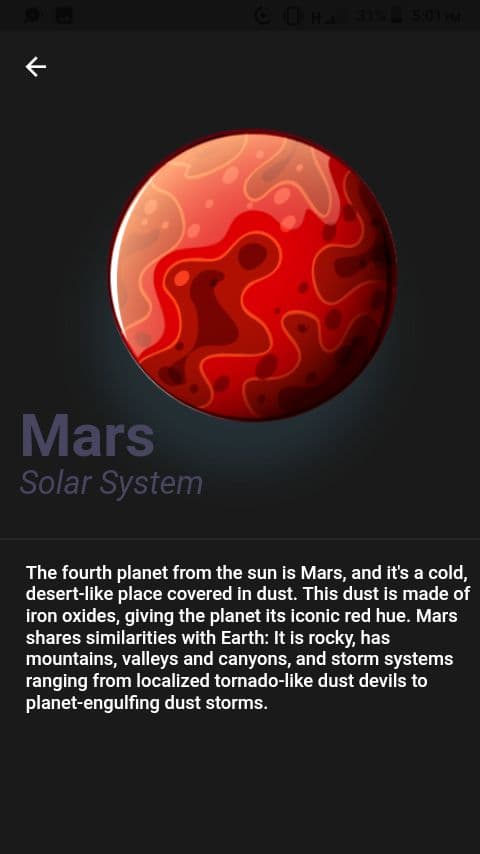 H 31% 5:01 PM
Mars
Solar System
The fourth planet from the sun is Mars, and it's a cold,
desert-like place covered in dust. This dust is made of
iron oxides, giving the planet its iconic red hue. Mars
shares similarities with Earth: It is rocky, has
mountains, valleys and canyons, and storm systems
ranging from localized tornado-like dust devils to
planet-engulfing dust storms.